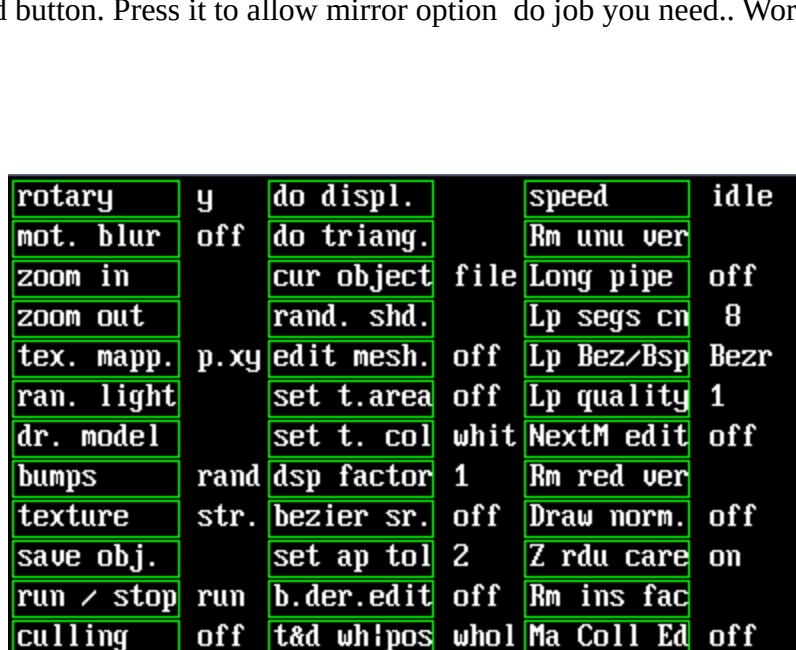 d button. Press it to allow mirror option do job you need.. Wor
rotary y do displ. speed idle
mot. blur off do triang. Rm unu ver
zoom in cur object file Long pipe off
zoom out rand. shd. Lp segs cn 8
tex. mapp. p.xy edit mesh. off Lp Bez/Bsp Bezr
ran. light set t.area off Lp quality 1
dr. model set t. col whit NextM edit off
bumps rand dsp factor 1 Rm red ver
texture str. bezier sr. off Draw norm. off
save obj. set ap tol 2 Z rdu care on
run / stop run b.der.edit off Rm ins fac
culling off t&d wh¦pos whol Ma Coll Ed off